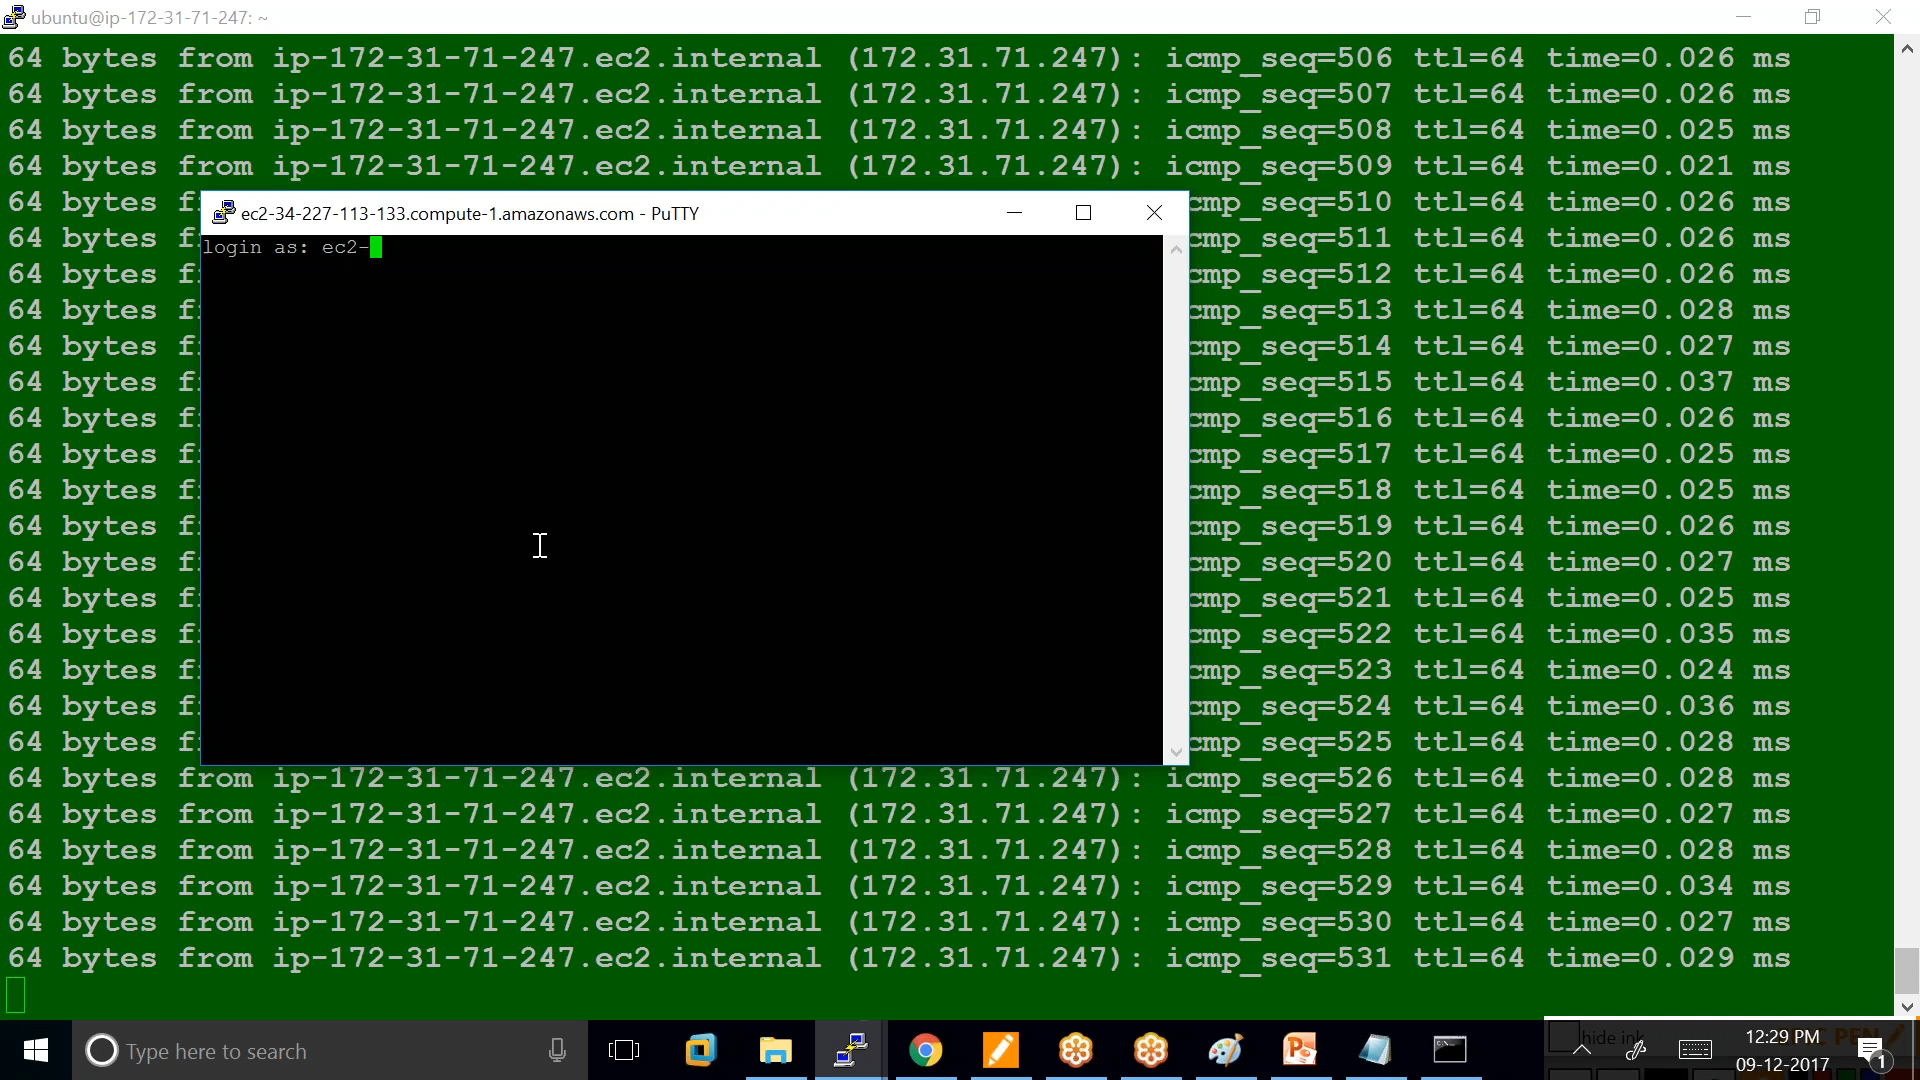 ubuntu@ip-172-31-71-247: ~
64 bytes from ip-172-31-71-247.ec2.internal (172.31.71.247): icmp_seq=506 ttl=64 time=0.026 ms
64 bytes from ip-172-31-71-247.ec2.internal (172.31.71.247): icmp_seq=507 ttl=64 time=0.026 ms
64 bytes from ip-172-31-71-247.ec2.internal (172.31.71.247): icmp_seq=508 ttl=64 time=0.025 ms
64 bytes from ip-172-31-71-247.ec2.internal (172.31.71.247): icmp_seq=509 ttl=64 time=0.021 ms
64 bytes f cmp_seq=510 ttl=64 time=0.026 ms
ec2-34-227-113-133.compute-1.amazonaws.com - PuTTY
64 bytes f cmp_seq=511 ttl=64 time=0.026 ms
login as: ec2-
64 bytes f cmp_seq=512 ttl=64 time=0.026 ms
64 bytes f cmp_seq=513 ttl=64 time=0.028 ms
64 bytes f cmp_seq=514 ttl=64 time=0.027 ms
64 bytes f cmp_seq=515 ttl=64 time=0.037 ms
64 bytes f cmp_seq=516 ttl=64 time=0.026 ms
64 bytes f cmp_seq=517 ttl=64 time=0.025 ms
64 bytes f cmp_seq=518 ttl=64 time=0.025 ms
64 bytes f cmp_seq=519 ttl=64 time=0.026 ms
64 bytes f cmp_seq=520 ttl=64 time=0.027 ms
64 bytes f cmp_seq=521 ttl=64 time=0.025 ms
64 bytes f cmp_seq=522 ttl=64 time=0.035 ms
64 bytes f cmp_seq=523 ttl=64 time=0.024 ms
64 bytes f cmp_seq=524 ttl=64 time=0.036 ms
64 bytes f cmp_seq=525 ttl=64 time=0.028 ms
64 bytes from ip-172-31-71-247.ec2.internal (172.31.71.247): icmp_seq=526 ttl=64 time=0.028 ms
64 bytes from ip-172-31-71-247.ec2.internal (172.31.71.247): icmp_seq=527 ttl=64 time=0.027 ms
64 bytes from ip-172-31-71-247.ec2.internal (172.31.71.247): icmp_seq=528 ttl=64 time=0.028 ms
64 bytes from ip-172-31-71-247.ec2.internal (172.31.71.247): icmp_seq=529 ttl=64 time=0.034 ms
64 bytes from ip-172-31-71-247.ec2.internal (172.31.71.247): icmp_seq=530 ttl=64 time=0.027 ms
64 bytes from ip-172-31-71-247.ec2.internal (172.31.71.247): icmp_seq=531 ttl=64 time=0.029 ms
Type here to search
hide ink
12:29 PM
PEN
09-12-2017
1